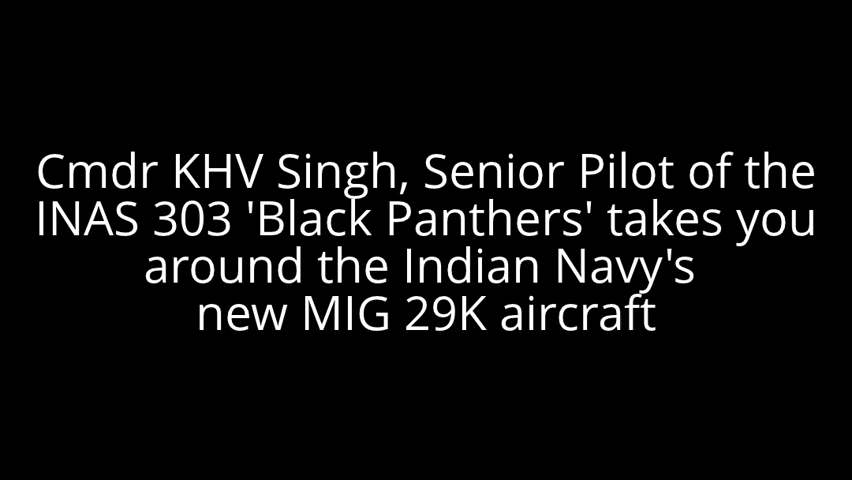 Cmdr KHV Singh, Senior Pilot of the
INAS 303 'Black Panthers' takes you
around the Indian Navy's
new MIG 29K aircraft